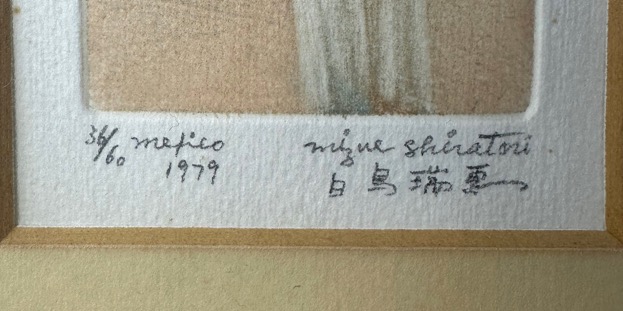 36/60 mexico mizue shiratori.
1979 白鳥瑞恵